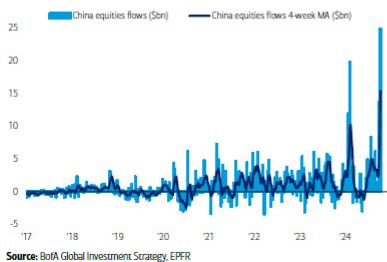 China equities flows ($bn) China equities flows 4-week MA ($bn)
25
20
15
10
5
0
-5
'17 '18 '19 '20 '21 '22 '23 '24
Source: BofA Global Investment Strategy, EPFR